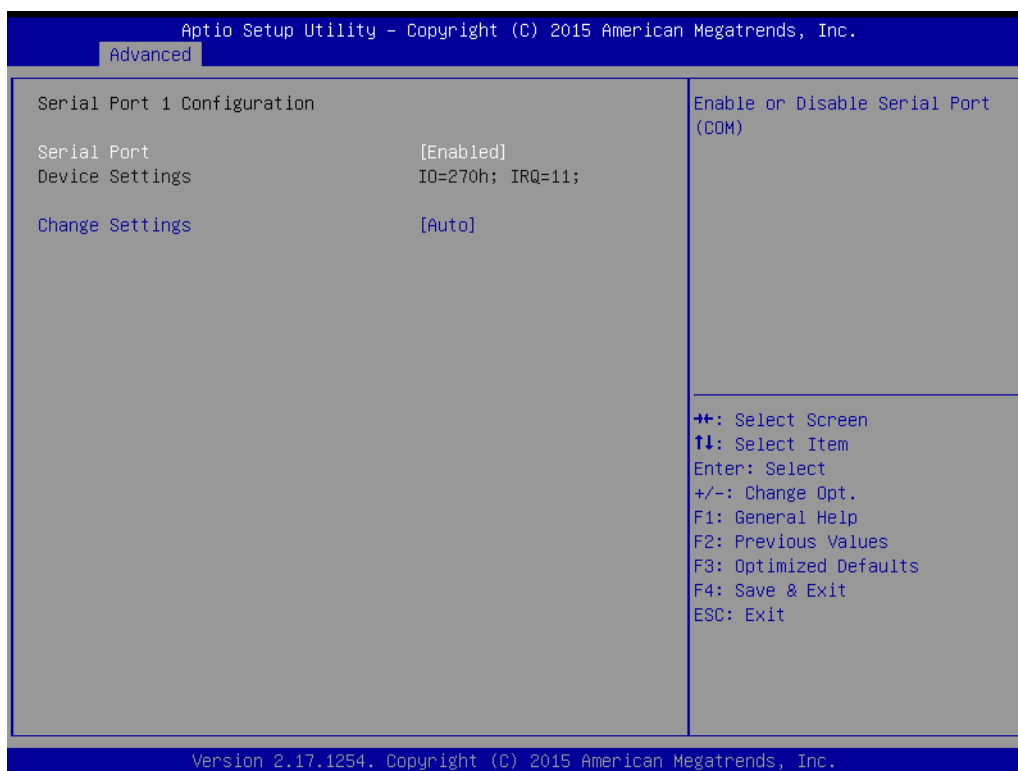 Aptio Setup Utility – Copyright (C) 2015 American Megatrends, Inc.
Advanced
Serial Port 1 Configuration
Serial Port [Enabled]
Device Settings IO=270h; IRQ=11;
Change Settings [Auto]
Enable or Disable Serial Port
(COM)
→←: Select Screen
↑↓: Select Item
Enter: Select
+/-: Change Opt.
F1: General Help
F2: Previous Values
F3: Optimized Defaults
F4: Save & Exit
ESC: Exit
Version 2.17.1254. Copyright (C) 2015 American Megatrends, Inc.